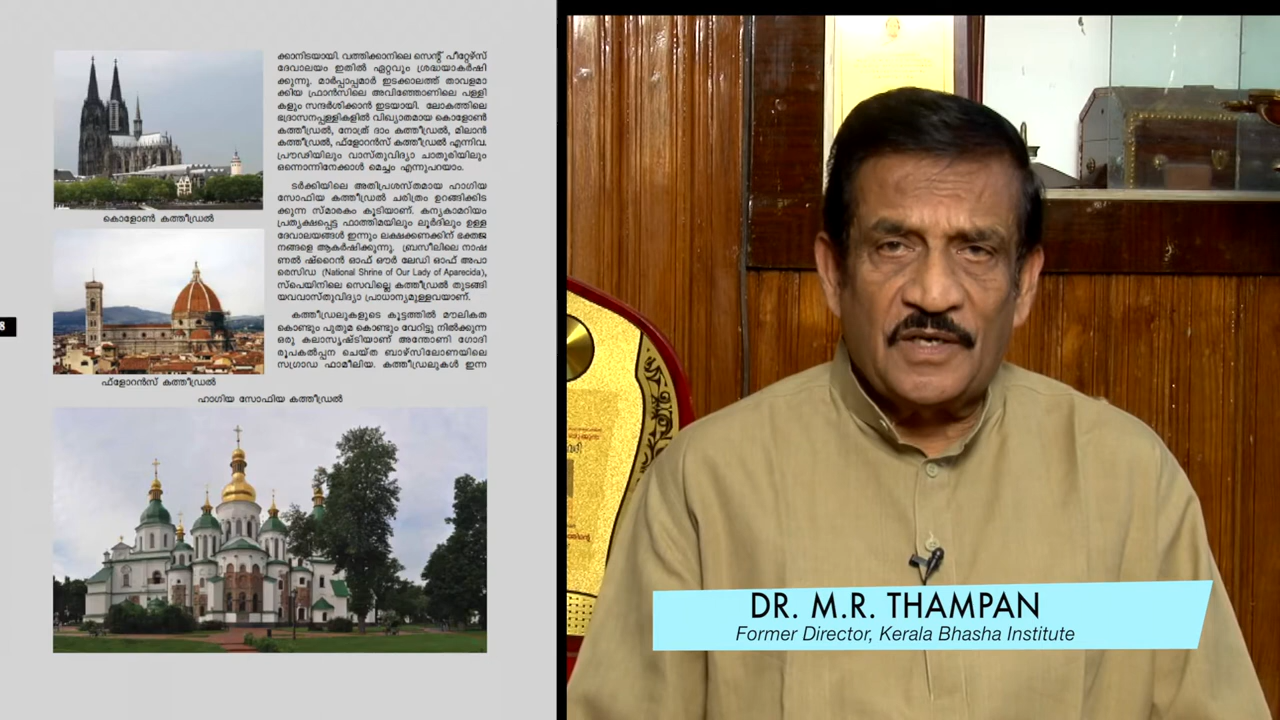 ക്കാനിടയായി. വത്തിക്കാനിലെ സെന്റ് പീറ്റേഴ്സ്
ദേവാലയം ഇതിൽ ഏറ്റവും ശ്രദ്ധയാകർഷി
ക്കുന്നു. മാർപ്പാപ്പമാർ ഇടക്കാലത്ത് താവളമാ
ക്കിയ ഫ്രാൻസിലെ അവിഞ്ഞോണിലെ പള്ളി
കളും സന്ദർശിക്കാൻ ഇടയായി. ലോകത്തിലെ
ഭദ്രാസനപ്പള്ളികളിൽ വിഖ്യാതമായ കൊളോൺ
കത്തീഡ്രൽ, നോത്ര് ദാം കത്തീഡ്രൽ, മിലാൻ
കത്തീഡ്രൽ, ഫ്ളോറൻസ് കത്തീഡ്രൽ എന്നിവ.
പ്രൗഢിയിലും വാസ്തുവിദ്യാ ചാതുരിയിലും
ഒന്നൊന്നിനേക്കാൾ മെച്ചം എന്നുപറയാം.
ടർക്കിയിലെ അതിപ്രശസ്തമായ ഹാഗിയ
സോഫിയ കത്തീഡ്രൽ ചരിത്രം ഉറങ്ങിക്കിട
ക്കുന്ന സ്മാരകം കൂടിയാണ്. കന്യകാമറിയം
പ്രത്യക്ഷപ്പെട്ട ഫാത്തിമയിലും ലൂർദിലും ഉള്ള
ദേവാലയങ്ങൾ ഇന്നും ലക്ഷക്കണക്കിന് ഭക്തജ
നങ്ങളെ ആകർഷിക്കുന്നു. ബ്രസീലിലെ നാഷ
ണൽ ഷ്റൈൻ ഓഫ് ഔർ ലേഡി ഓഫ് അപാ
രെസിഡ (National Shrine of Our Lady of Aparecida),
സ്പെയിനിലെ സെവില്ലെ കത്തീഡ്രൽ തുടങ്ങി
യവവാസ്തുവിദ്യാ പ്രാധാന്യമുള്ളവയാണ്.
കത്തീഡ്രലുകളുടെ കൂട്ടത്തിൽ മൗലികത
കൊണ്ടും പുതുമ കൊണ്ടും വേറിട്ടു നിൽക്കുന്ന
ഒരു കലാസൃഷ്ടിയാണ് അന്തോണി ഗോദി
രൂപകൽപ്പന ചെയ്ത ബാഴ്സിലോണയിലെ
സഗ്രാഡ ഫാമീലിയ. കത്തീഡ്രലുകൾ ഇന്ന
കൊളോൺ കത്തീഡ്രൽ
8
ഫ്ളോറൻസ് കത്തീഡ്രൽ
ഹാഗിയ സോഫിയ കത്തീഡ്രൽ
DR. M.R. THAMPAN
Former Director, Kerala Bhasha Institute